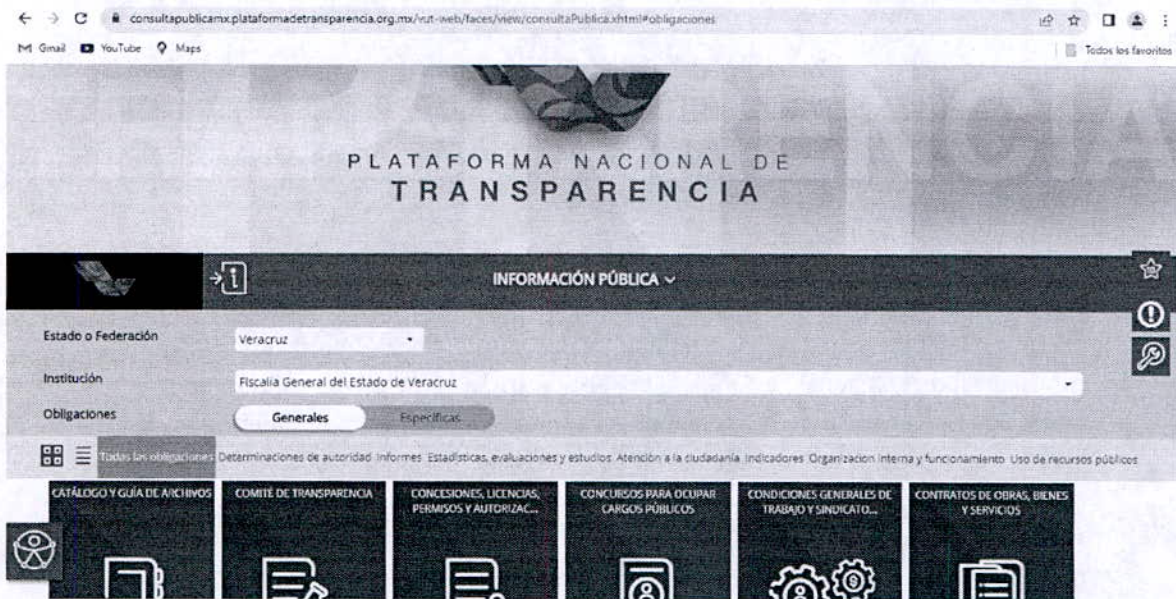 consultapublicamx.plataformadetransparencia.org.mx/vut-web/faces/view/consultaPublica.xhtml#obligaciones
Gmail YouTube Maps Todos los favoritos
PLATAFORMA NACIONAL DE
TRANSPARENCIA
INFORMACIÓN PÚBLICA
Estado o Federación Veracruz
Institución Fiscalía General del Estado de Veracruz
Obligaciones Generales Específicas
Todas las obligaciones Determinaciones de autoridad Informes Estadísticas, evaluaciones y estudios Atención a la ciudadanía Indicadores Organización interna y funcionamiento Uso de recursos públicos
CATÁLOGO Y GUÍA DE ARCHIVOS COMITÉ DE TRANSPARENCIA CONCESIONES, LICENCIAS, CONCURSOS PARA OCUPAR CONDICIONES GENERALES DE CONTRATOS DE OBRAS, BIENES
PERMISOS Y AUTORIZAC... CARGOS PÚBLICOS TRABAJO Y SINDICATO... Y SERVICIOS